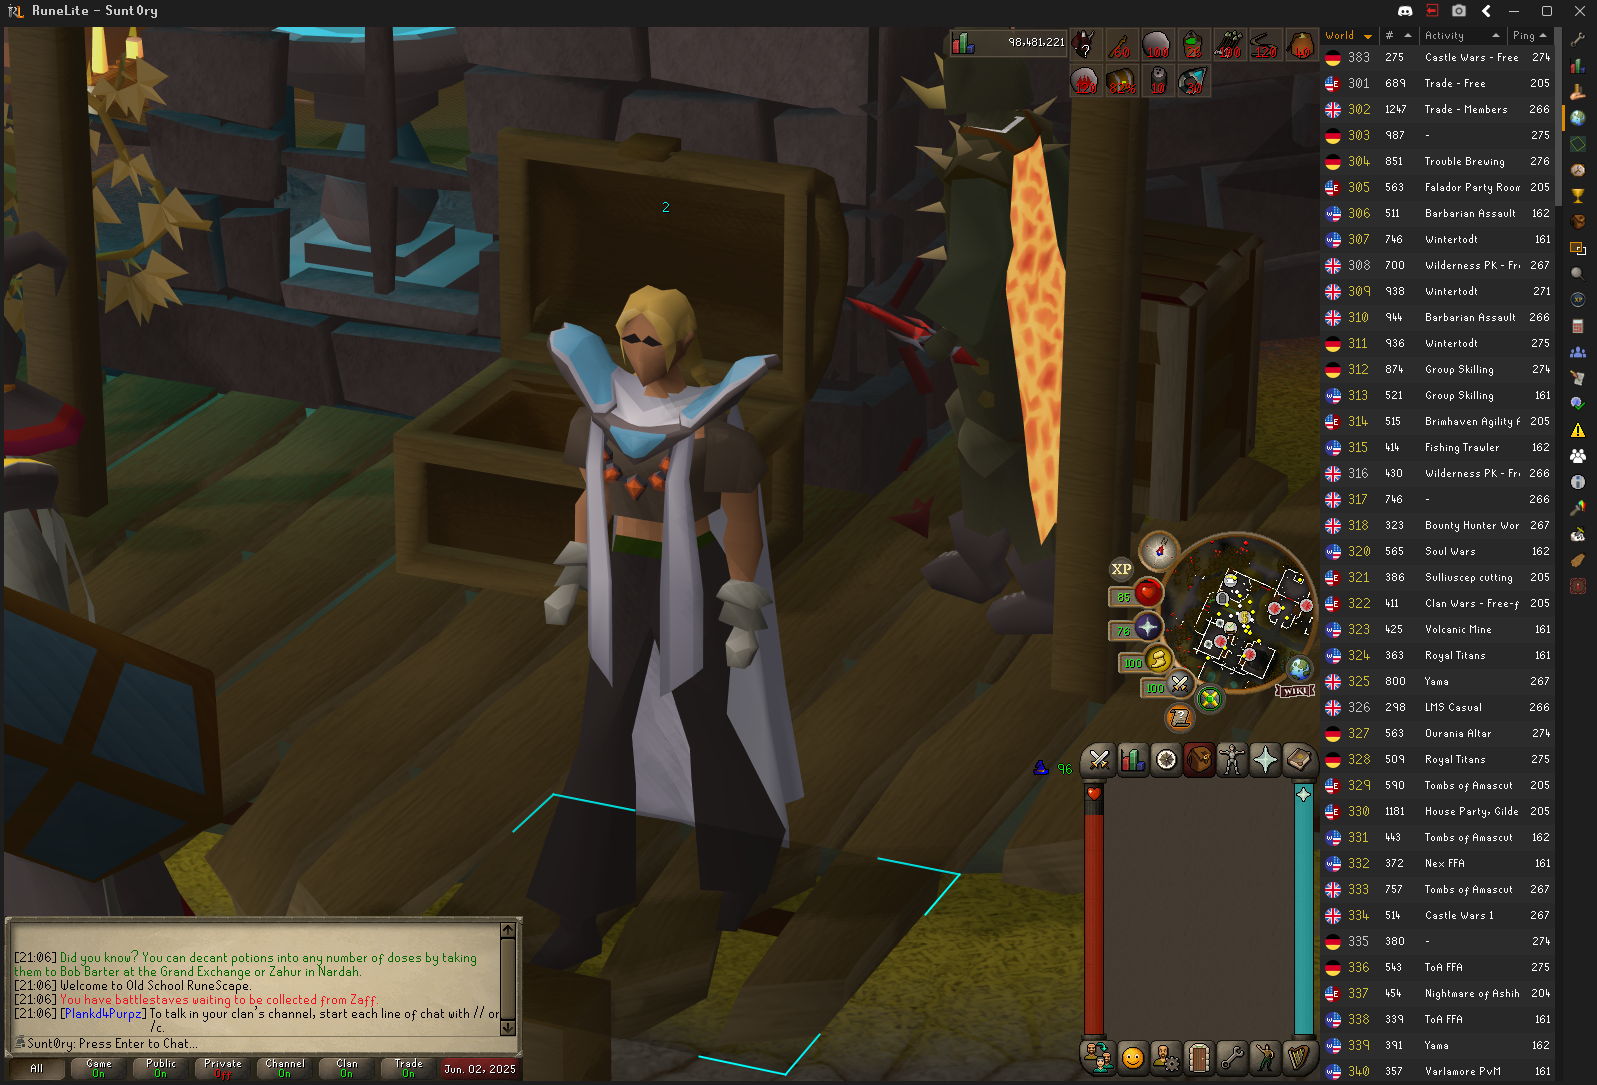 RuneLite - Sunt0ry
98,481,221
?
60
100
26
100
120
40
120
82%
10
30
2
XP
85
76
100
100
WIKI
96
[21:06] Did you know? You can decant potions into any number of doses by taking
them to Bob Barter at the Grand Exchange or Zahur in Nardah.
[21:06] Welcome to Old School RuneScape.
[21:06] You have battlestaves waiting to be collected from Zaff.
[21:06] [Plankd4Purpz] To talk in your clan's channel, start each line of chat with // or
/c.
Sunt0ry: Press Enter to Chat...
All
Game On
Public On
Private Off
Channel On
Clan On
Trade On
Jun. 02, 2025
World # Activity Ping
383 275 Castle Wars - Free 274
301 689 Trade - Free 205
302 1247 Trade - Members 266
303 987 - 275
304 851 Trouble Brewing 276
305 563 Falador Party Room 205
306 511 Barbarian Assault 162
307 746 Wintertodt 161
308 700 Wilderness PK - Fr 267
309 938 Wintertodt 271
310 944 Barbarian Assault 266
311 936 Wintertodt 275
312 874 Group Skilling 274
313 521 Group Skilling 161
314 515 Brimhaven Agility A 205
315 414 Fishing Trawler 162
316 430 Wilderness PK - Fr 266
317 746 - 266
318 323 Bounty Hunter Wor 267
320 565 Soul Wars 162
321 386 Sulliuscep cutting 205
322 411 Clan Wars - Free-f 205
323 425 Volcanic Mine 161
324 363 Royal Titans 161
325 800 Yama 267
326 298 LMS Casual 266
327 563 Ourania Altar 274
328 509 Royal Titans 275
329 590 Tombs of Amascut 205
330 1181 House Party, Gilde 205
331 443 Tombs of Amascut 162
332 372 Nex FFA 161
333 757 Tombs of Amascut 267
334 514 Castle Wars 1 267
335 380 - 274
336 543 ToA FFA 275
337 454 Nightmare of Ashih 204
338 339 ToA FFA 161
339 391 Yama 162
340 357 Varlamore PvM 161